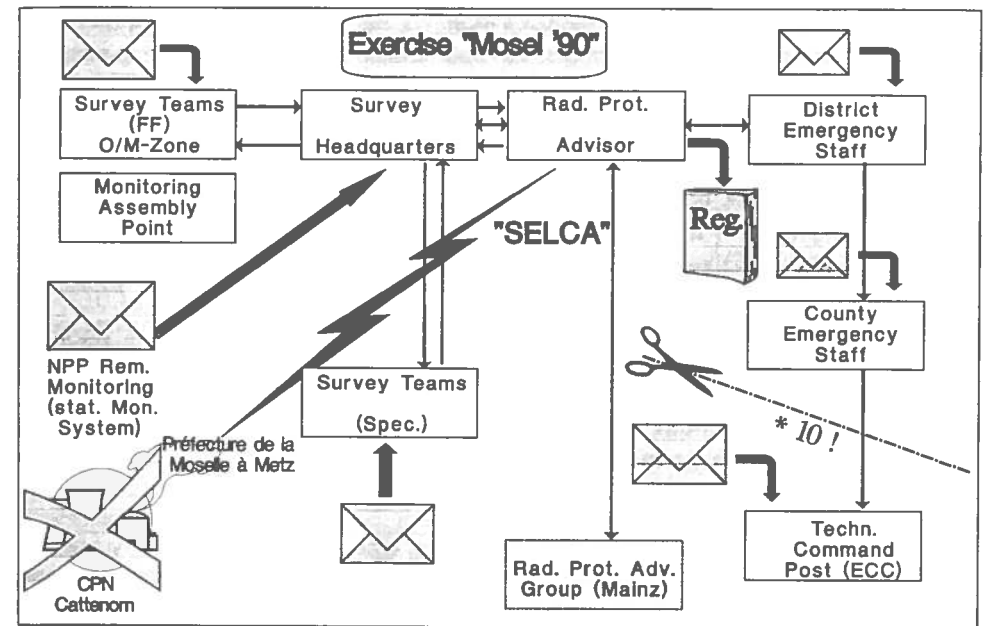 Exercise "Mosel '90"
Survey Teams
(FF)
O/M-Zone
Survey
Headquarters
Rad. Prot.
Advisor
District
Emergency
Staff
Monitoring
Assembly
Point
"SELCA"
Reg.
County
Emergency
Staff
NPP Rem.
Monitoring
(stat. Mon.
System)
Survey Teams
(Spec.)
* 10 !
Préfecture de la
Moselle à Metz
Techn.
Command
Post (ECC)
Rad. Prot. Adv.
Group (Mainz)
CPN
Cattenom